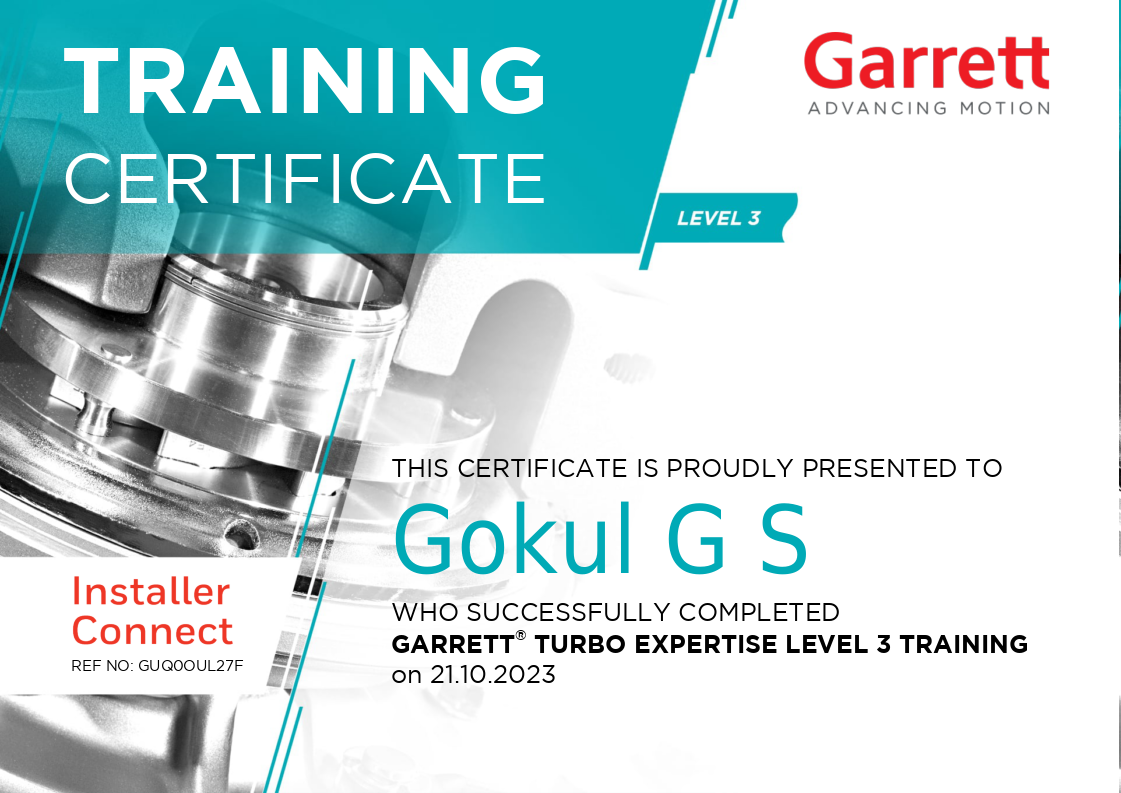 TRAINING
CERTIFICATE
Garrett
ADVANCING MOTION
LEVEL 3
THIS CERTIFICATE IS PROUDLY PRESENTED TO
Gokul G S
WHO SUCCESSFULLY COMPLETED
GARRETT® TURBO EXPERTISE LEVEL 3 TRAINING
on 21.10.2023
Installer
Connect
REF NO: GUQ0OUL27F